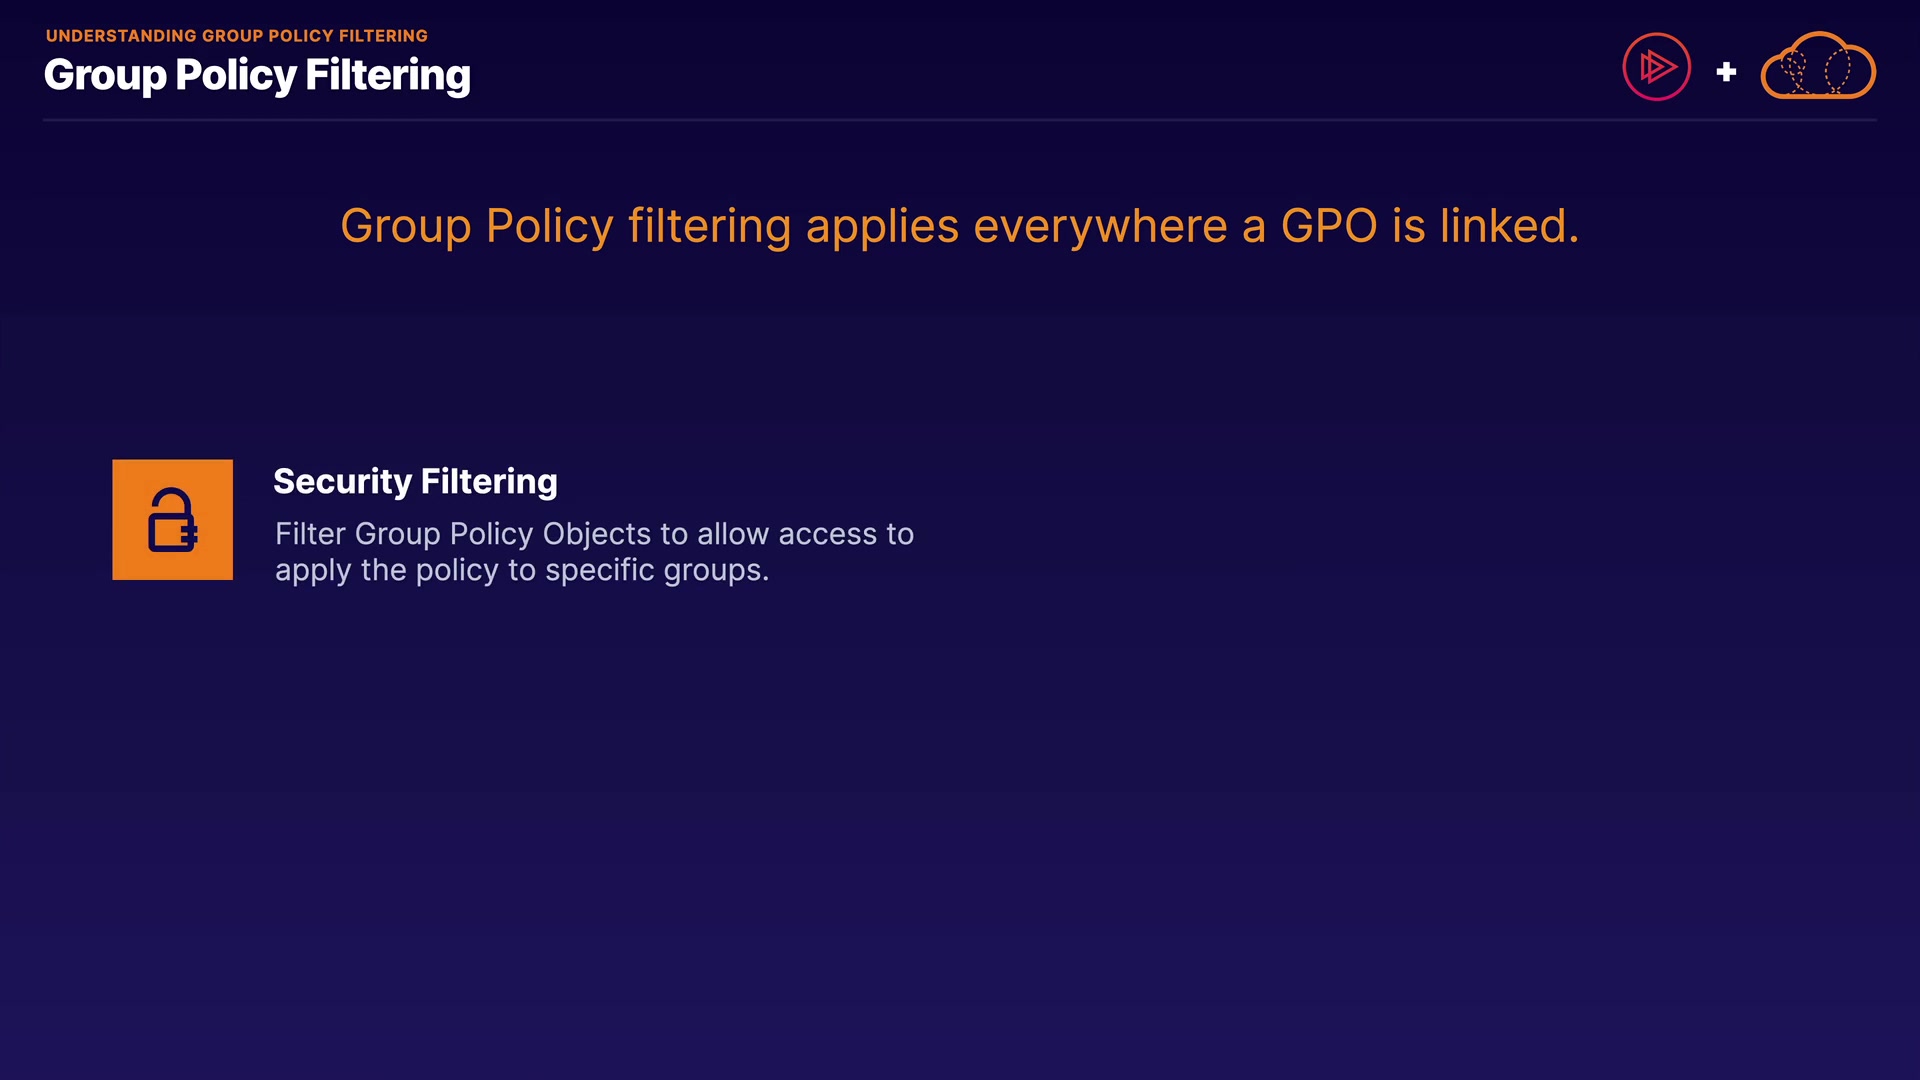 UNDERSTANDING GROUP POLICY FILTERING
Group Policy Filtering
+
Group Policy filtering applies everywhere a GPO is linked.
Security Filtering
Filter Group Policy Objects to allow access to
apply the policy to specific groups.